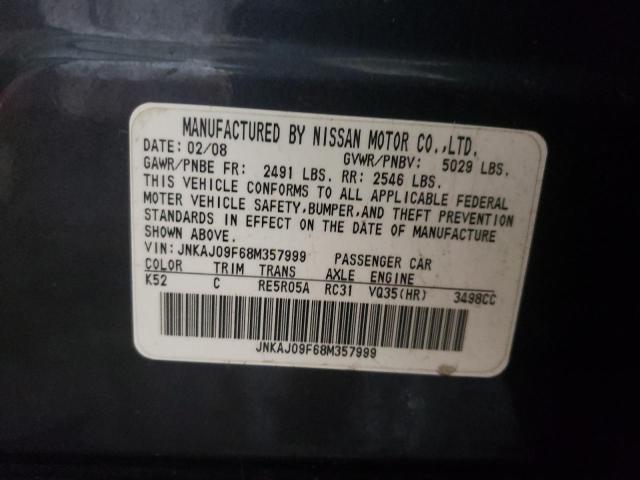 MANUFACTURED BY NISSAN MOTOR CO.,LTD.
DATE: 02/08 GVWR/PNBV: 5029 LBS.
GAWR/PNBE FR: 2491 LBS. RR: 2546 LBS.
THIS VEHICLE CONFORMS TO ALL APPLICABLE FEDERAL
MOTER VEHICLE SAFETY,BUMPER,AND THEFT PREVENTION
STANDARDS IN EFFECT ON THE DATE OF MANUFACTURE
SHOWN ABOVE.
VIN:JNKAJ09F68M357999 PASSENGER CAR
COLOR TRIM TRANS AXLE ENGINE
K52 C RE5R05A RC31 VQ35(HR) 3498CC
JNKAJ09F68M357999